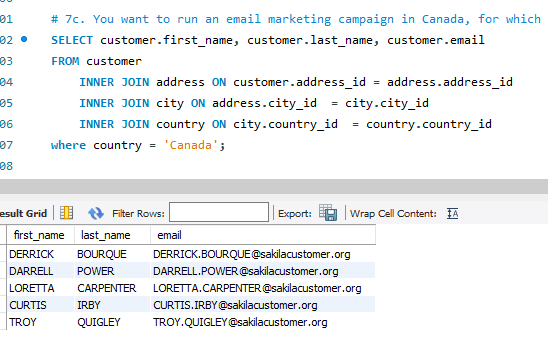 01 # 7c. You want to run an email marketing campaign in Canada, for which
02 SELECT customer.first_name, customer.last_name, customer.email
03 FROM customer
04 INNER JOIN address ON customer.address_id = address.address_id
05 INNER JOIN city ON address.city_id  = city.city_id
06 INNER JOIN country ON city.country_id  = country.country_id
07 where country = 'Canada';
08
esult Grid Filter Rows: Export: Wrap Cell Content:
first_name last_name email
DERRICK BOURQUE DERRICK.BOURQUE@sakilacustomer.org
DARRELL POWER DARRELL.POWER@sakilacustomer.org
LORETTA CARPENTER LORETTA.CARPENTER@sakilacustomer.org
CURTIS IRBY CURTIS.IRBY@sakilacustomer.org
TROY QUIGLEY TROY.QUIGLEY@sakilacustomer.org